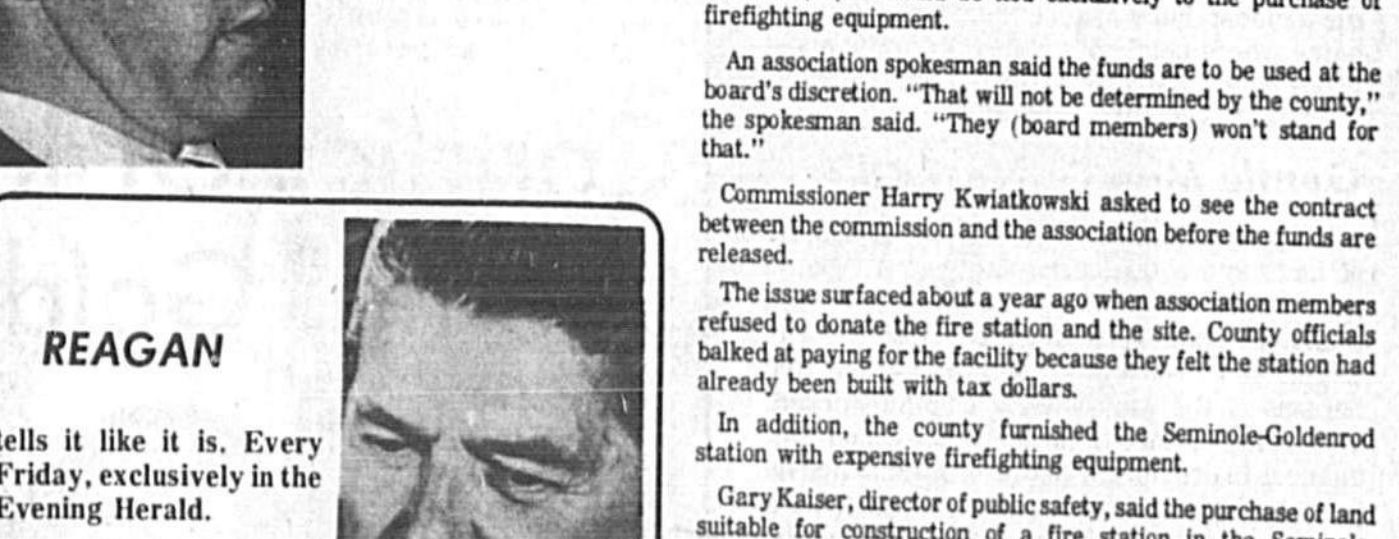 REAGAN
tells it like it is. Every
Friday, exclusively in the
Evening Herald.
exclusively to the purchase of
firefighting equipment.
An association spokesman said the funds are to be used at the
board's discretion. “That will not be determined by the county,”
the spokesman said. “They (board members) won't stand for
that.”
Commissioner Harry Kwiatkowski asked to see the contract
between the commission and the association before the funds are
released.
The issue surfaced about a year ago when association members
refused to donate the fire station and the site. County officials
balked at paying for the facility because they felt the station had
already been built with tax dollars.
In addition, the county furnished the Seminole-Goldenrod
station with expensive firefighting equipment.
Gary Kaiser, director of public safety, said the purchase of land
suitable for construction of a fire station in the Seminole-